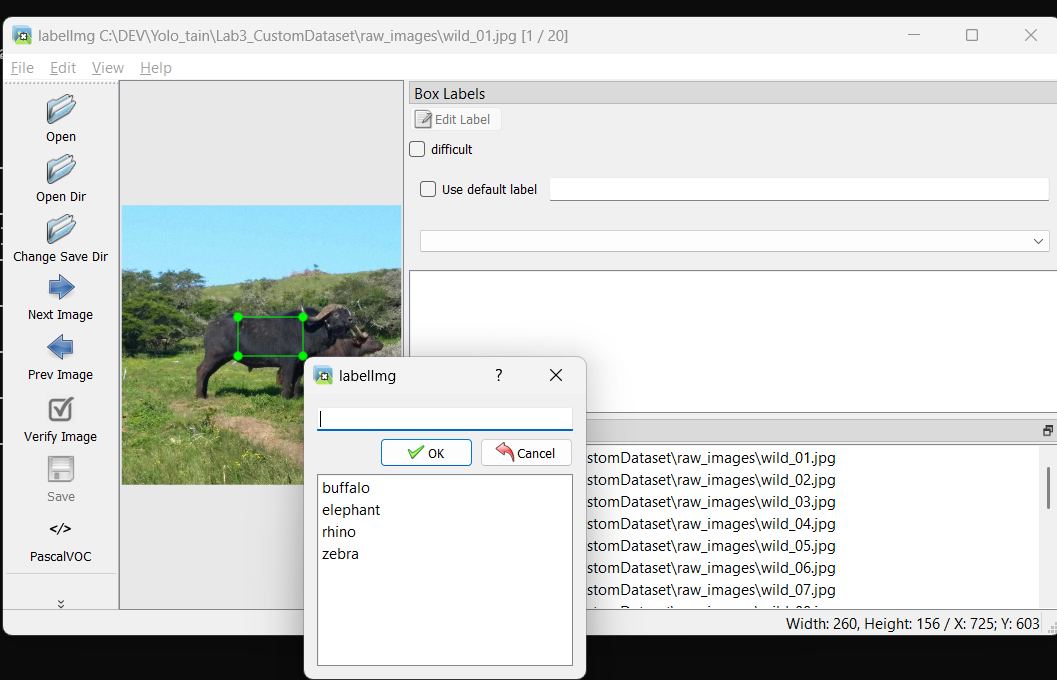 labelImg C:\DEV\Yolo_tain\Lab3_CustomDataset\raw_images\wild_01.jpg [1 / 20]
File Edit View Help
Open
Open Dir
Change Save Dir
Next Image
Prev Image
Verify Image
Save
</>
PascalVOC
Box Labels
Edit Label
difficult
Use default label
labelImg ?
OK Cancel
buffalo
elephant
rhino
zebra
stomDataset\raw_images\wild_01.jpg
stomDataset\raw_images\wild_02.jpg
stomDataset\raw_images\wild_03.jpg
stomDataset\raw_images\wild_04.jpg
stomDataset\raw_images\wild_05.jpg
stomDataset\raw_images\wild_06.jpg
stomDataset\raw_images\wild_07.jpg
Width: 260, Height: 156 / X: 725; Y: 603